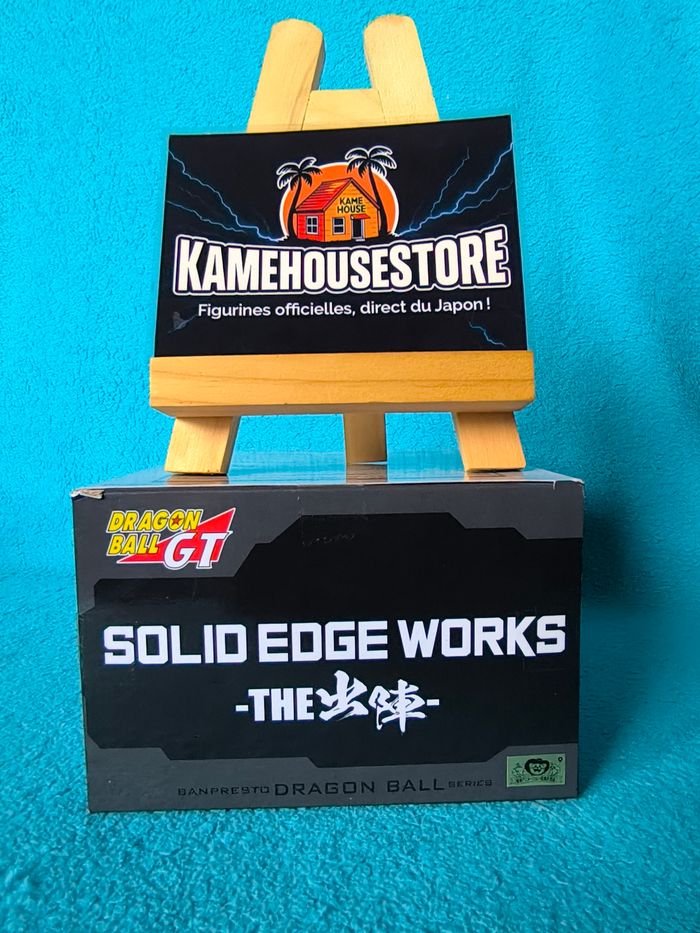 KAME
HOUSE
KAMEHOUSESTORE
Figurines officielles, direct du Japon !
DRAGON
BALL GT
SOLID EDGE WORKS
-THE出陣-
BANPRESTO DRAGON BALL SERIES